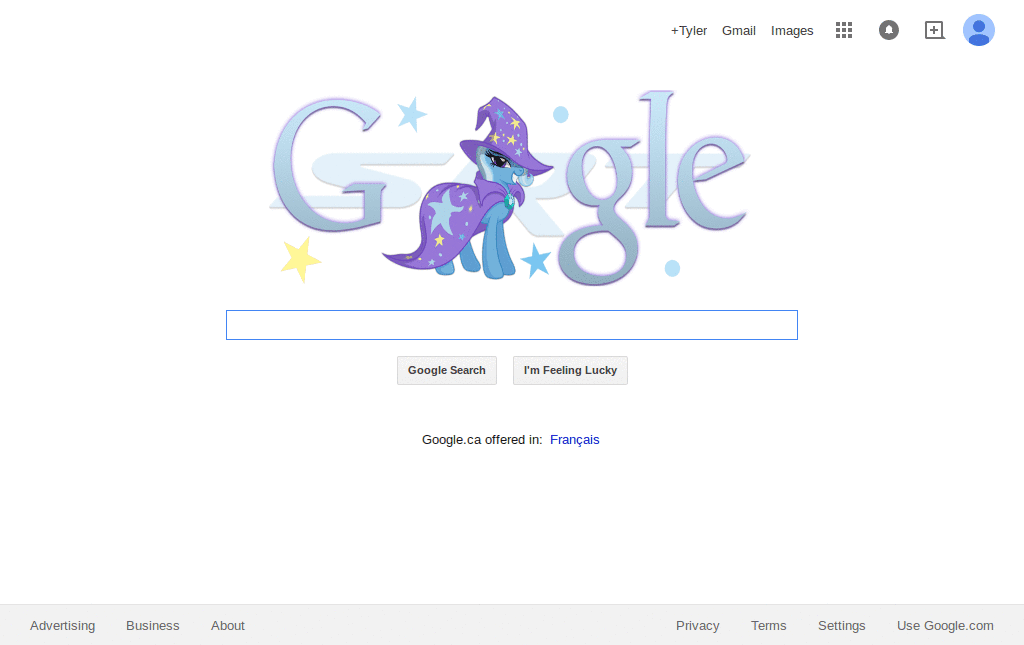 +Tyler Gmail Images
Google
Google Search I'm Feeling Lucky
Google.ca offered in: Français
Advertising Business About Privacy Terms Settings Use Google.com